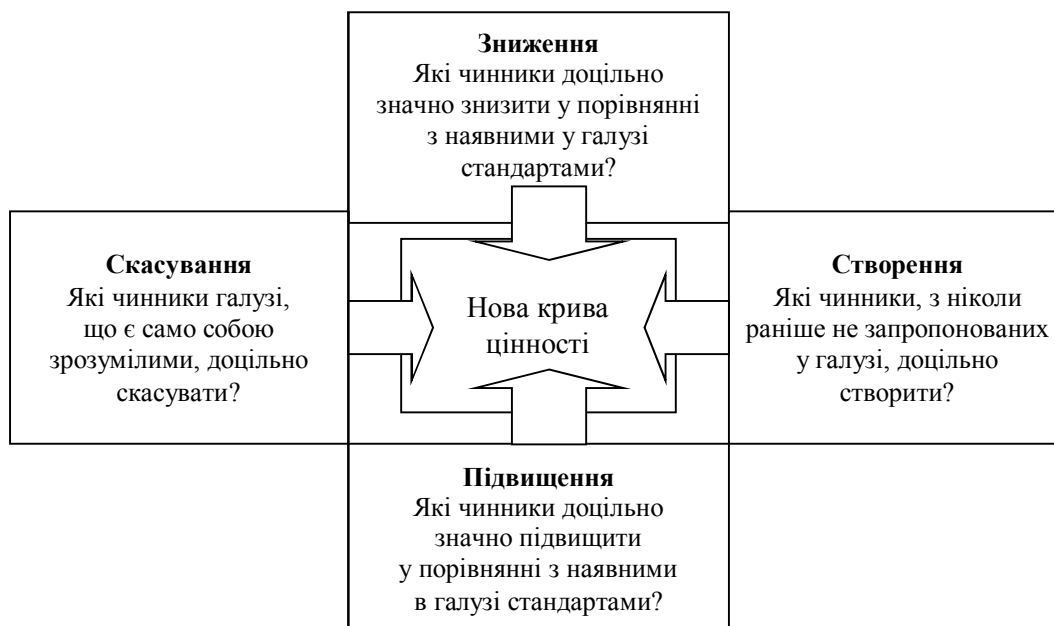 Зниження
Які чинники доцільно
значно знизити у порівнянні
з наявними у галузі
стандартами?
Скасування
Які чинники галузі,
що є само собою
зрозумілими, доцільно
скасувати?
Нова крива
цінності
Створення
Які чинники, з ніколи
раніше не запропонованих
у галузі, доцільно
створити?
Підвищення
Які чинники доцільно
значно підвищити
у порівнянні з наявними
в галузі стандартами?